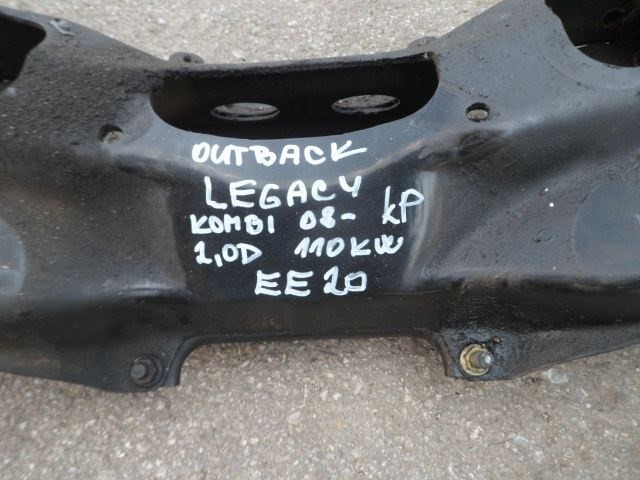 OUTBACK
LEGACY
KOMBI 08- kP
2,0D 110KW
EE20